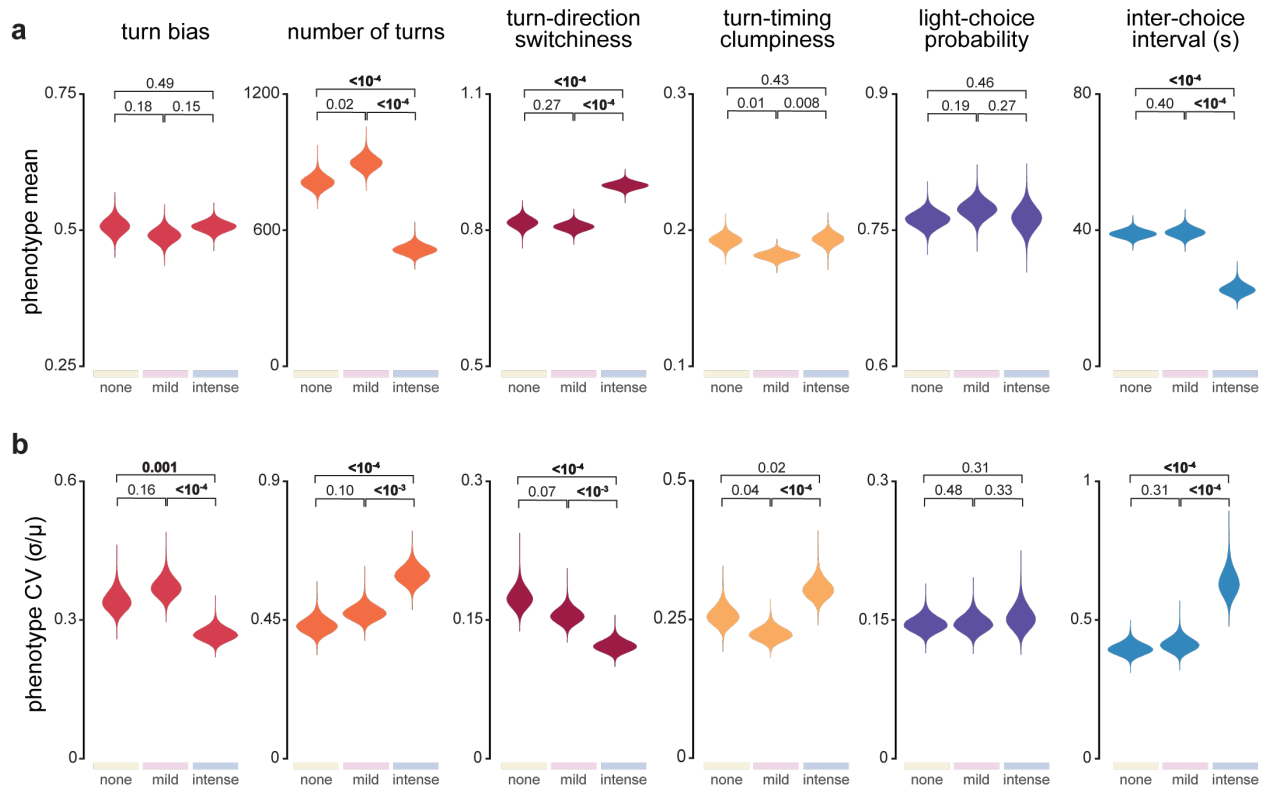 a
turn bias
number of turns
turn-direction
switchiness
turn-timing
clumpiness
light-choice
probability
inter-choice
interval (s)
phenotype mean
0.75
0.5
0.25
0.49
0.18 0.15
none mild intense
1200
600
0
<10⁻⁴
0.02 <10⁻⁴
none mild intense
1.1
0.8
0.5
<10⁻⁴
0.27 <10⁻⁴
none mild intense
0.3
0.2
0.1
0.43
0.01 0.008
none mild intense
0.9
0.75
0.6
0.46
0.19 0.27
none mild intense
80
40
0
<10⁻⁴
0.40 <10⁻⁴
none mild intense
b
phenotype CV (σ/μ)
0.6
0.3
0
0.001
0.16 <10⁻⁴
none mild intense
0.9
0.45
0
<10⁻⁴
0.10 <10⁻³
none mild intense
0.3
0.15
0
<10⁻⁴
0.07 <10⁻³
none mild intense
0.5
0.25
0
0.02
0.04 <10⁻⁴
none mild intense
0.3
0.15
0
0.31
0.48 0.33
none mild intense
1
0.5
0
<10⁻⁴
0.31 <10⁻⁴
none mild intense